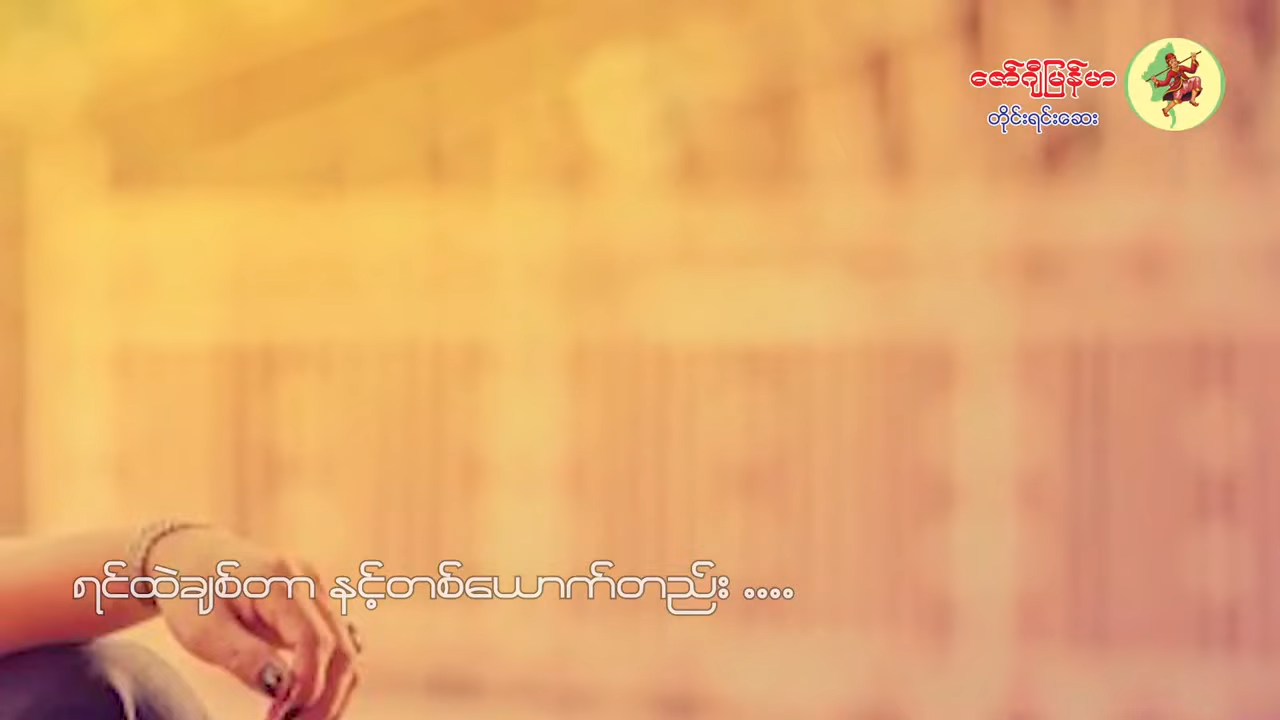 ဇော်ဂျီမြန်မာ
တိုင်းရင်းဆေး
ရင်ထဲချစ်တာ နင့်တစ်ယောက်တည်း ....